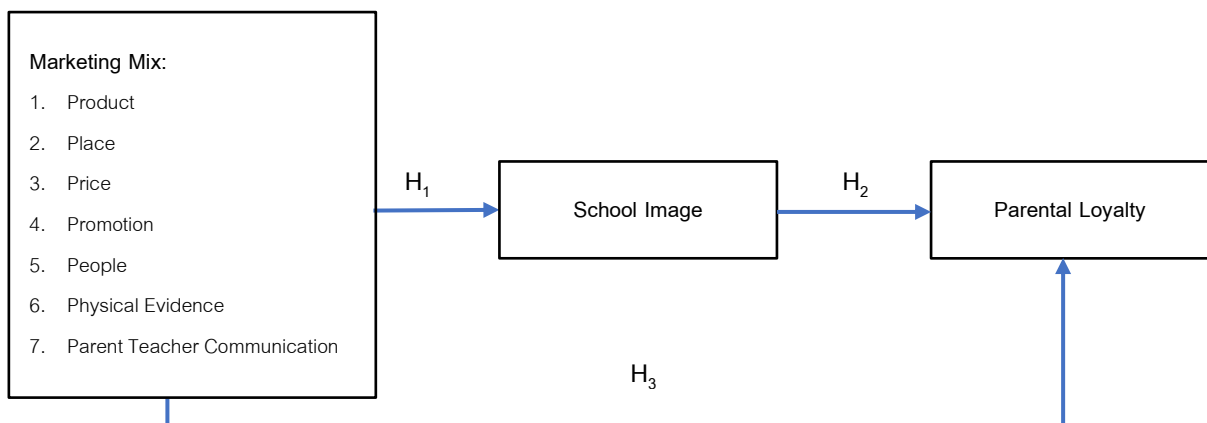 Marketing Mix:
1. Product
2. Place
3. Price
4. Promotion
5. People
6. Physical Evidence
7. Parent Teacher Communication
H₁
School Image
H₂
Parental Loyalty
H₃